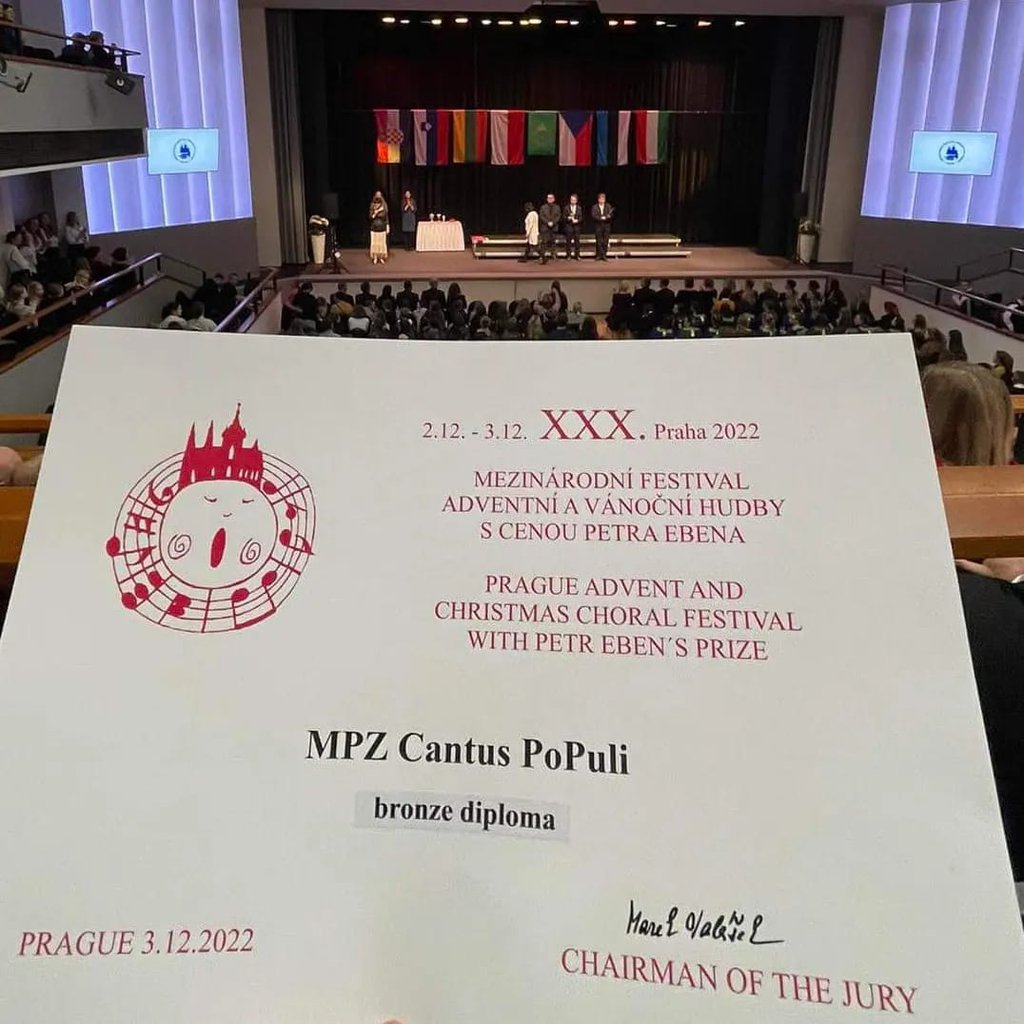 2.12. - 3.12. XXX. Praha 2022
MEZINÁRODNÍ FESTIVAL
ADVENTNÍ A VÁNOČNÍ HUDBY
S CENOU PETRA EBENA
PRAGUE ADVENT AND
CHRISTMAS CHORAL FESTIVAL
WITH PETR EBEN´S PRIZE
MPZ Cantus PoPuli
bronze diploma
PRAGUE 3.12.2022
CHAIRMAN OF THE JURY